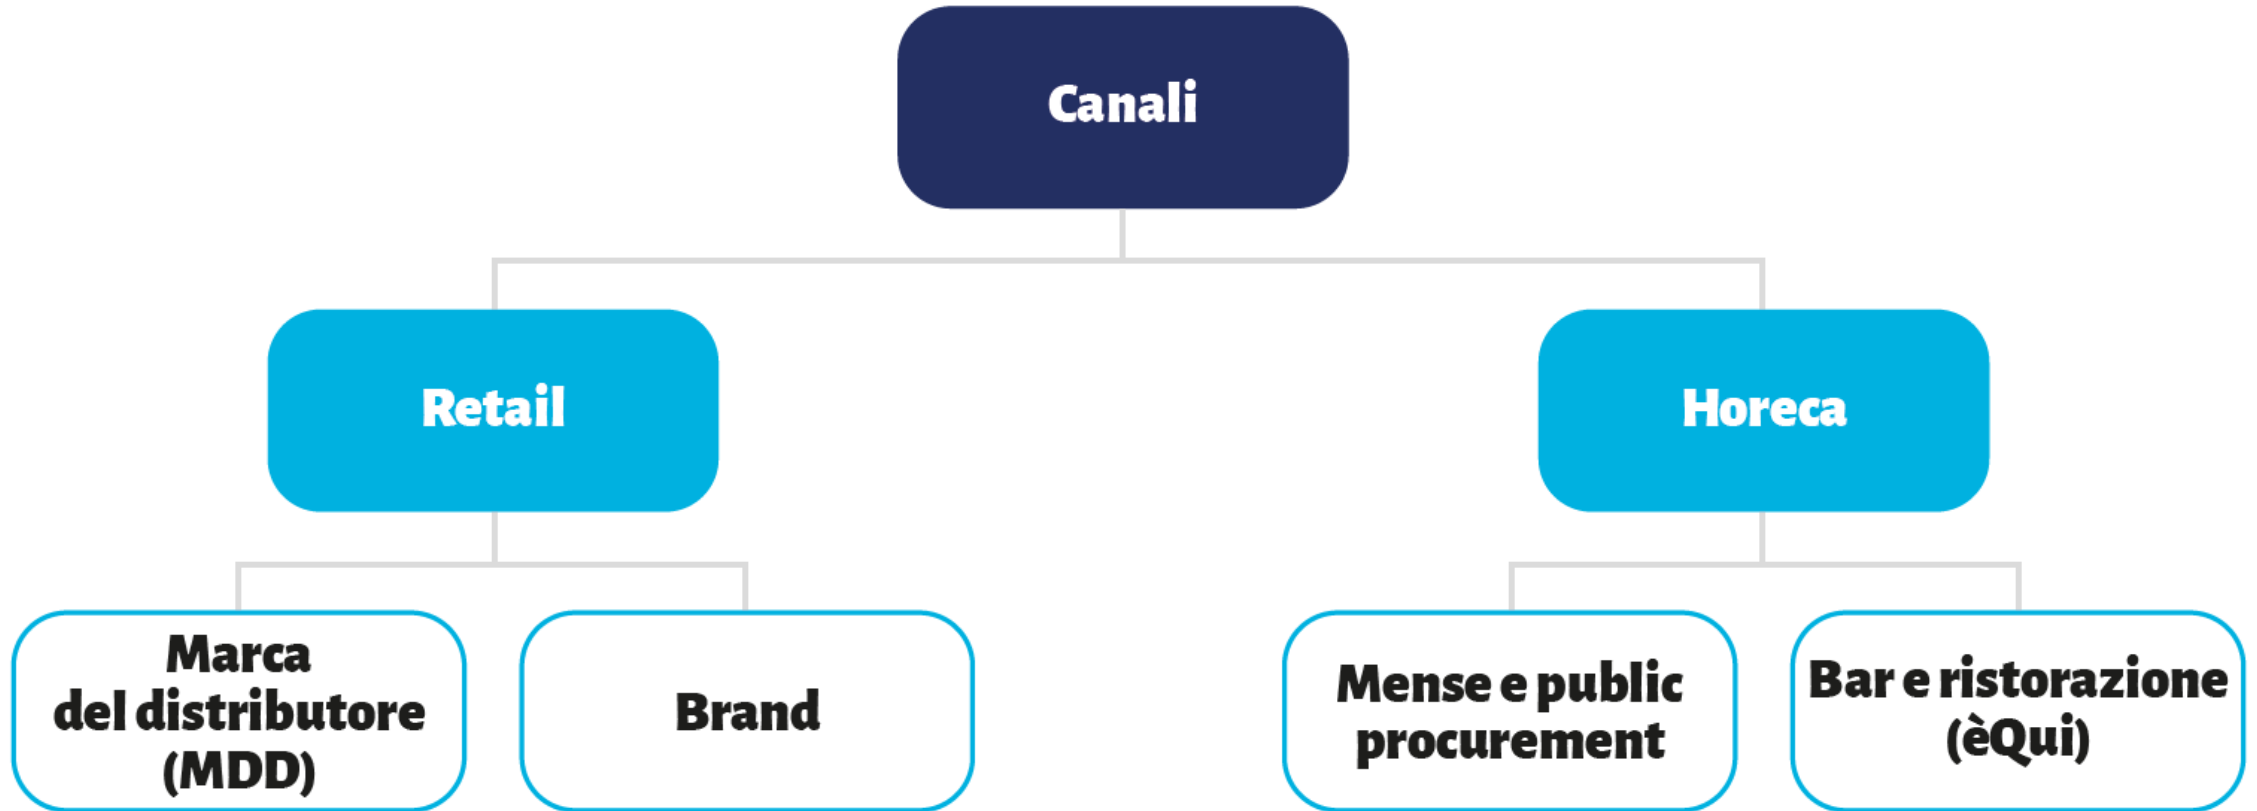 Canali
Retail
Horeca
Marca
del distributore
(MDD)
Brand
Mense e public
procurement
Bar e ristorazione
(èQui)